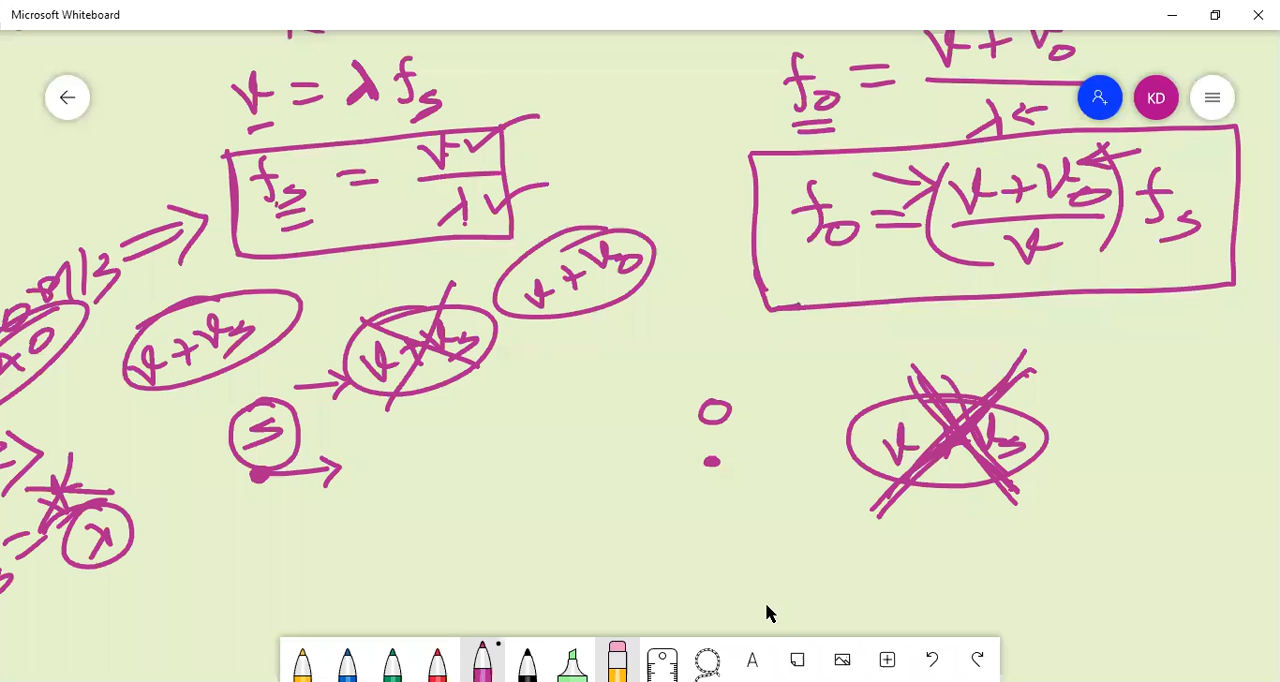 Microsoft Whiteboard
v = λ fs
fo = v + vo
λ
KD
fs = v
λ
fo = (v + vo) fs
v
v + vo
v + vs
v + vs
S
O
v vs
x
A